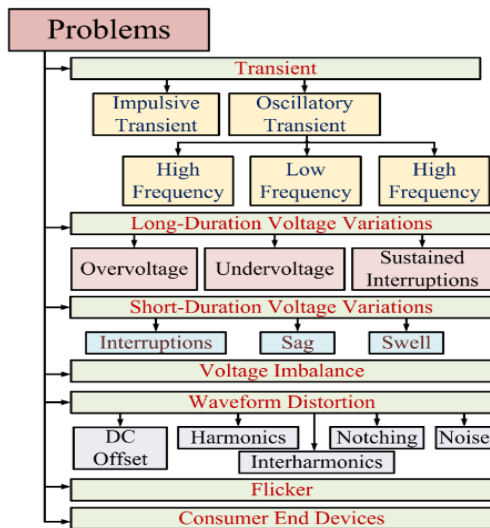 Problems
Transient
Impulsive
Transient
Oscillatory
Transient
High
Frequency
Low
Frequency
High
Frequency
Long-Duration Voltage Variations
Overvoltage
Undervoltage
Sustained
Interruptions
Short-Duration Voltage Variations
Interruptions
Sag
Swell
Voltage Imbalance
Waveform Distortion
DC
Offset
Harmonics
Interharmonics
Notching
Noise
Flicker
Consumer End Devices